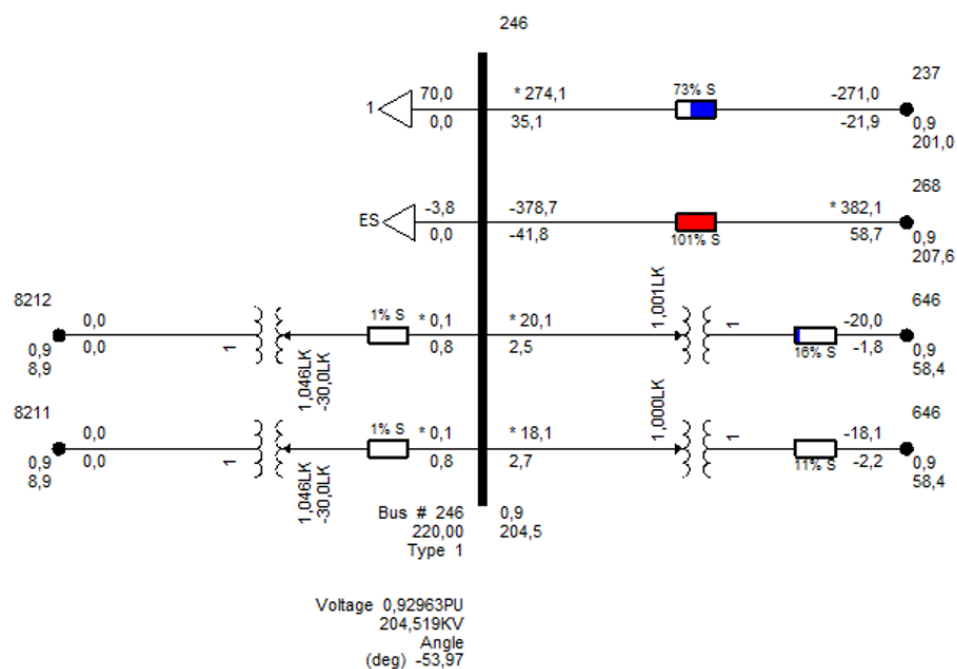 246
1
70,0
0,0
* 274,1
35,1
73% S
-271,0
-21,9
237
0,9
201,0
ES
-3,8
0,0
-378,7
-41,8
101% S
* 382,1
58,7
268
0,9
207,6
8212
0,9
8,9
0,0
0,0
1
1,046LK
-30,0LK
1% S
* 0,1
0,8
* 20,1
2,5
1,001LK
1
16% S
-20,0
-1,8
646
0,9
58,4
8211
0,9
8,9
0,0
0,0
1
1,046LK
-30,0LK
1% S
* 0,1
0,8
* 18,1
2,7
1,000LK
1
11% S
-18,1
-2,2
646
0,9
58,4
Bus # 246
220,00
Type 1
0,9
204,5
Voltage 0,92963PU
204,519KV
Angle
(deg) -53,97